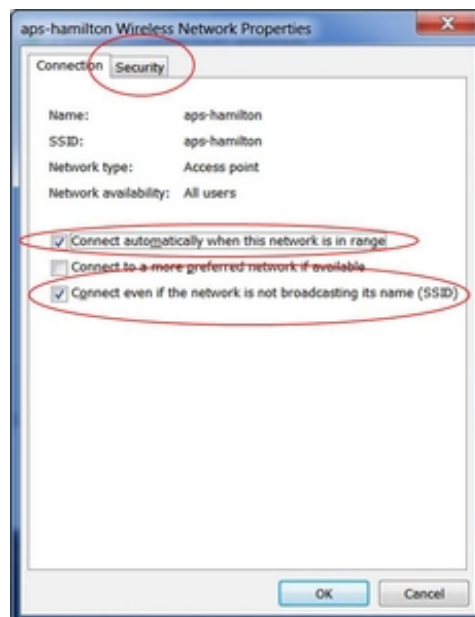 aps-hamilton Wireless Network Properties
Connection Security
Name: aps-hamilton
SSID: aps-hamilton
Network type: Access point
Network availability: All users
Connect automatically when this network is in range
Connect to a more preferred network if available
Connect even if the network is not broadcasting its name (SSID)
OK Cancel